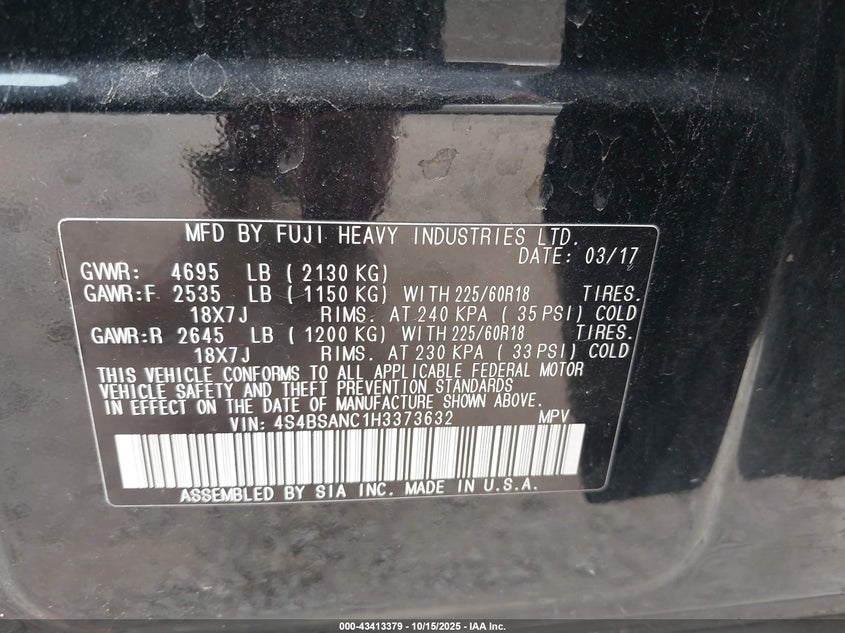 MFD BY FUJI HEAVY INDUSTRIES LTD.
DATE: 03/17
GVWR: 4695 LB ( 2130 KG)
GAWR:F 2535 LB ( 1150 KG) WITH 225/60R18 TIRES.
18X7J RIMS. AT 240 KPA ( 35 PSI) COLD
GAWR:R 2645 LB ( 1200 KG) WITH 225/60R18 TIRES.
18X7J RIMS. AT 230 KPA ( 33 PSI) COLD
THIS VEHICLE CONFORMS TO ALL APPLICABLE FEDERAL MOTOR
VEHICLE SAFETY AND THEFT PREVENTION STANDARDS
IN EFFECT ON THE DATE OF MANUFACTURE SHOWN ABOVE.
VIN: 4S4BSANC1H3373632 MPV
ASSEMBLED BY SIA INC. MADE IN U.S.A.
000-43413379 - 10/15/2025 - IAA Inc.